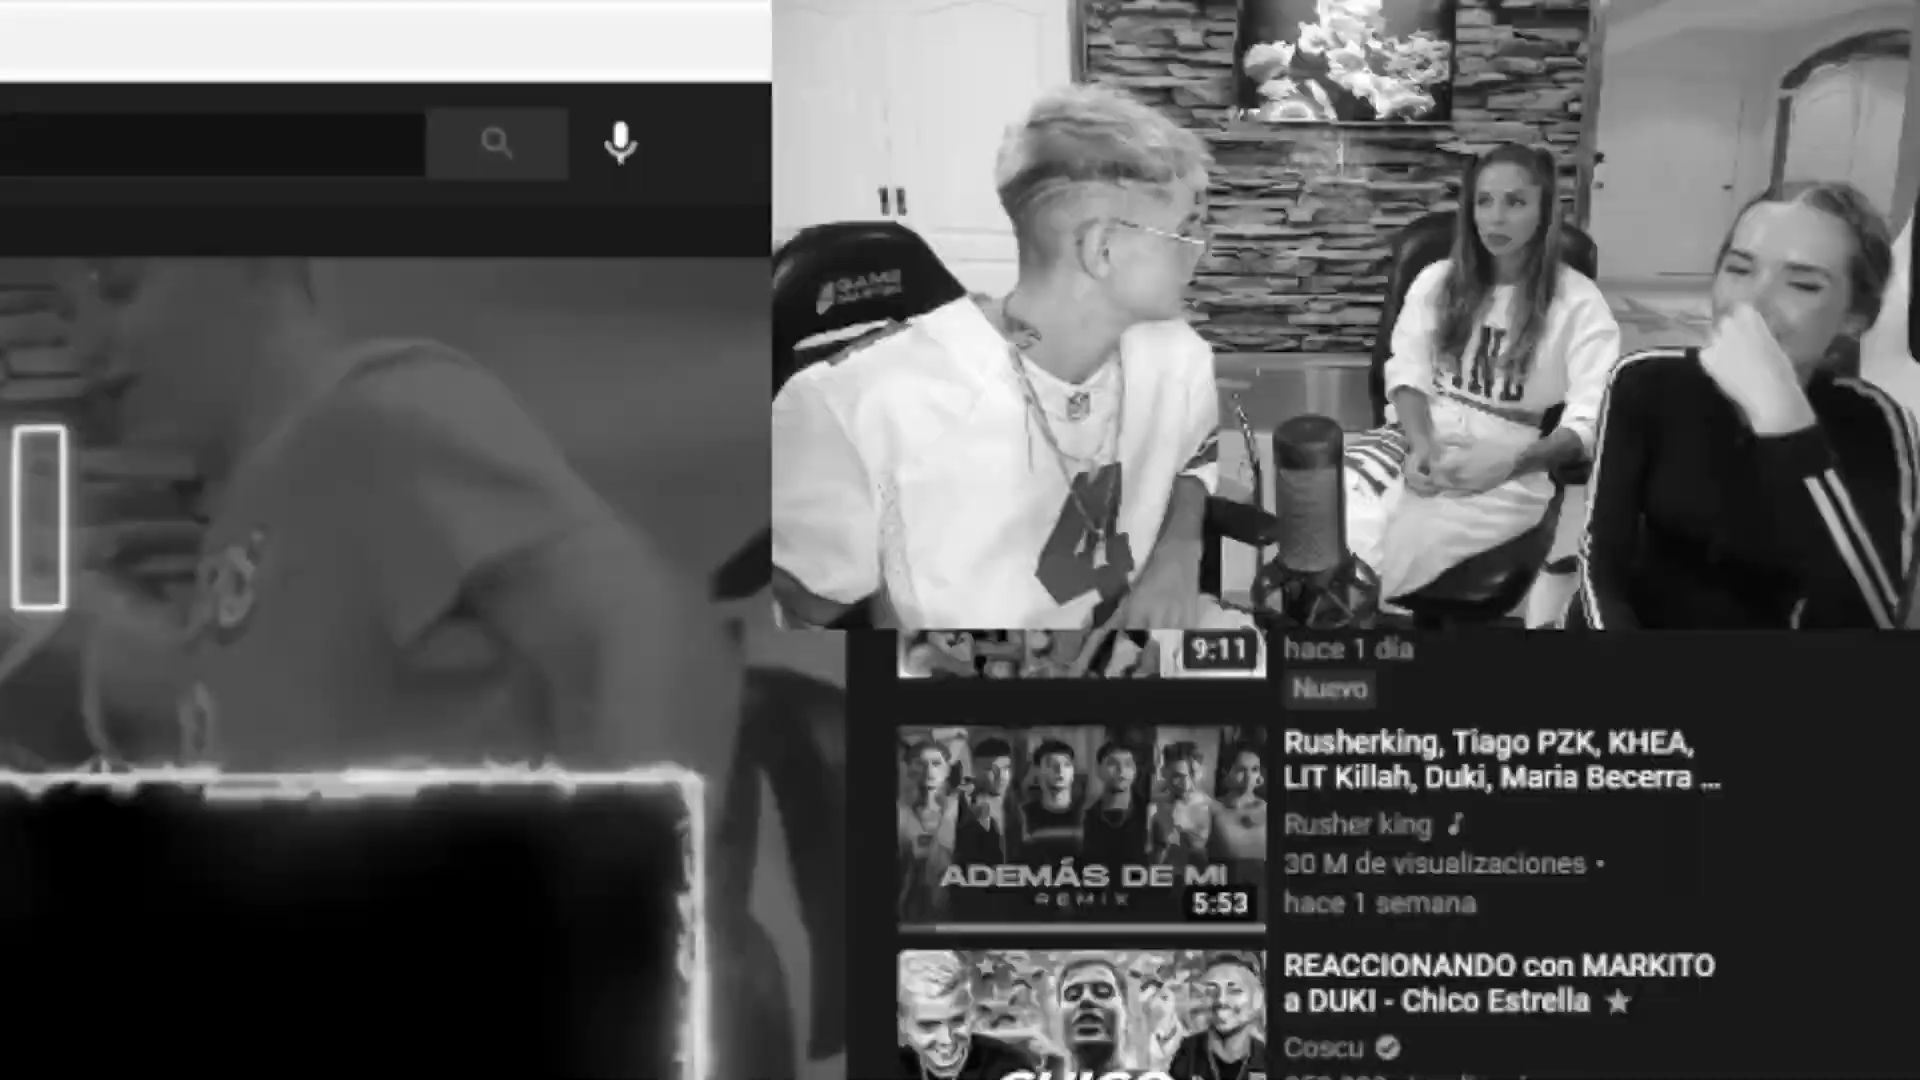 GAME
9:11
hace 1 día
Nuevo
Rusherking, Tiago PZK, KHEA,
LIT Killah, Duki, Maria Becerra ...
Rusher king
30 M de visualizaciones •
hace 1 semana
ADEMÁS DE MI
REMIX
5:53
REACCIONANDO con MARKITO
a DUKI - Chico Estrella ★
Coscu